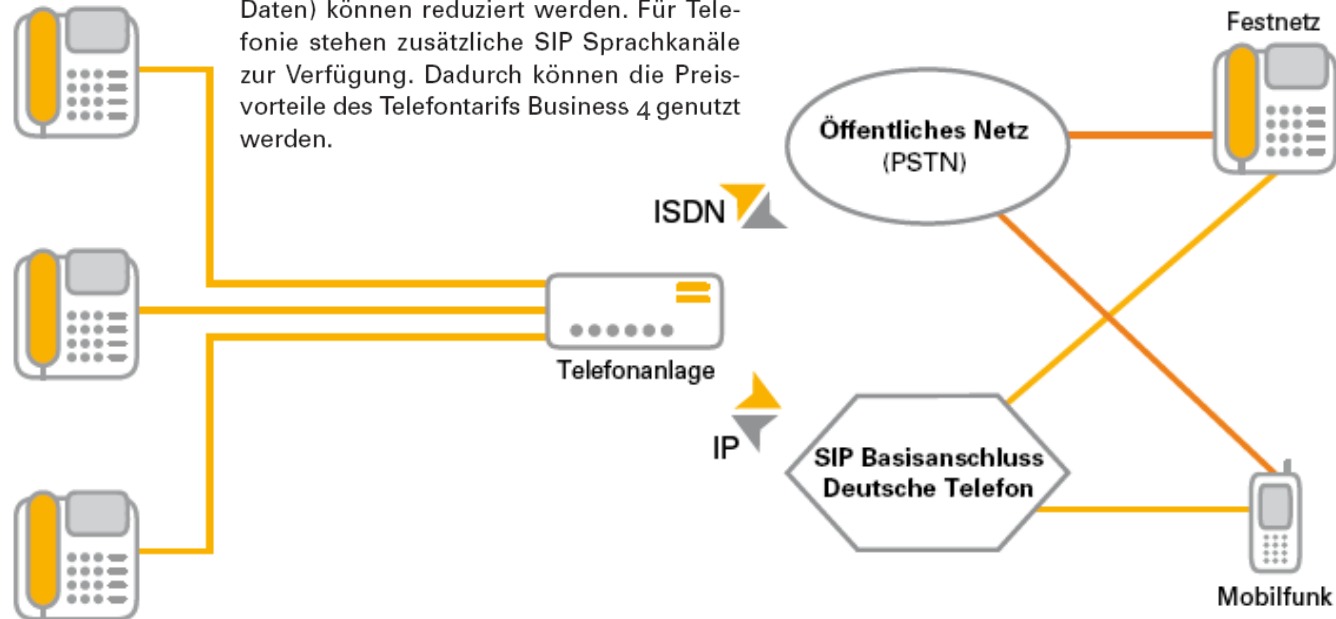 Daten) können reduziert werden. Für Tele-
fonie stehen zusätzliche SIP Sprachkanäle
zur Verfügung. Dadurch können die Preis-
vorteile des Telefontarifs Business 4 genutzt
werden.
Festnetz
Öffentliches Netz
(PSTN)
ISDN
Telefonanlage
IP
SIP Basisanschluss
Deutsche Telefon
Mobilfunk